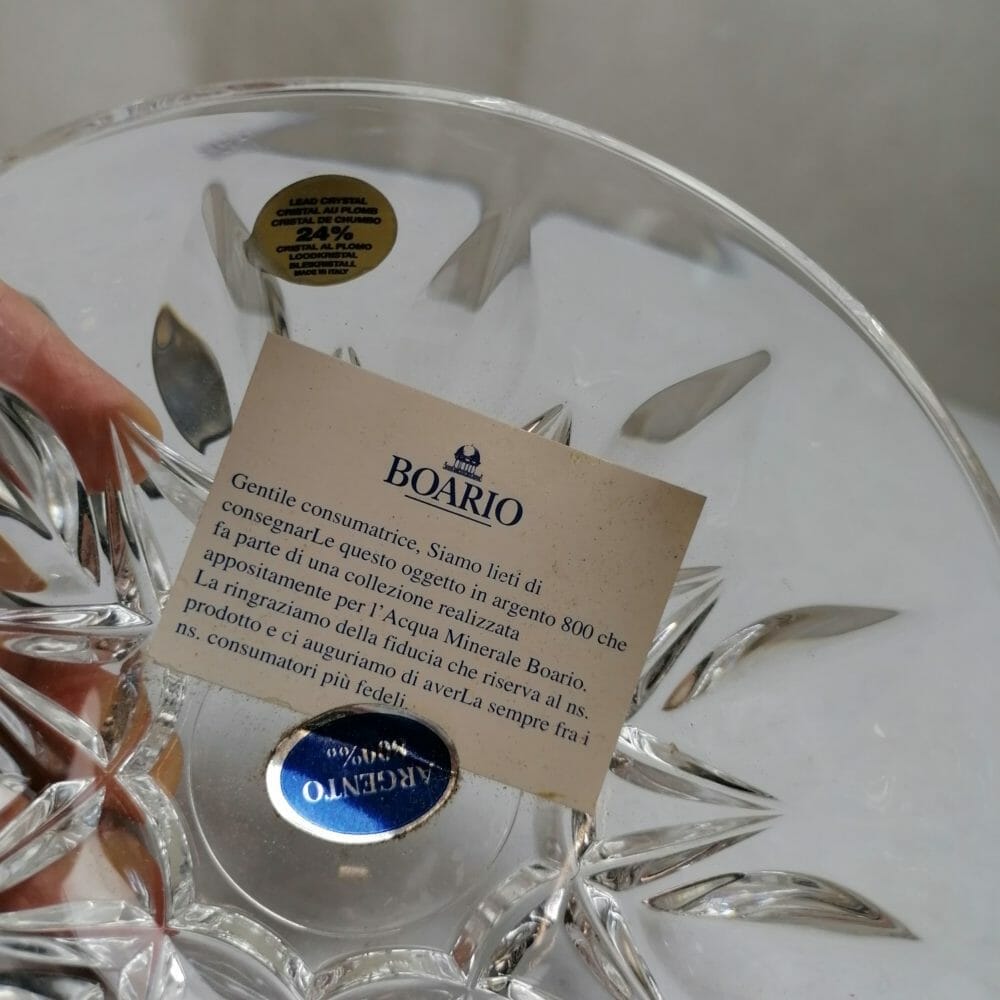 LEAD CRYSTAL
CRISTAL AU PLOMB
CRISTAL DE CHUMBO
24%
CRISTAL AL PLOMO
LOODKRISTAL
BLEIKRISTALL
MADE IN ITALY
BOARIO
Gentile consumatrice, Siamo lieti di
consegnarLe questo oggetto in argento 800 che
fa parte di una collezione realizzata
appositamente per l'Acqua Minerale Boario.
La ringraziamo della fiducia che riserva al ns.
prodotto e ci auguriamo di averLa sempre fra i
ns. consumatori più fedeli.
ARGENTO
800‰